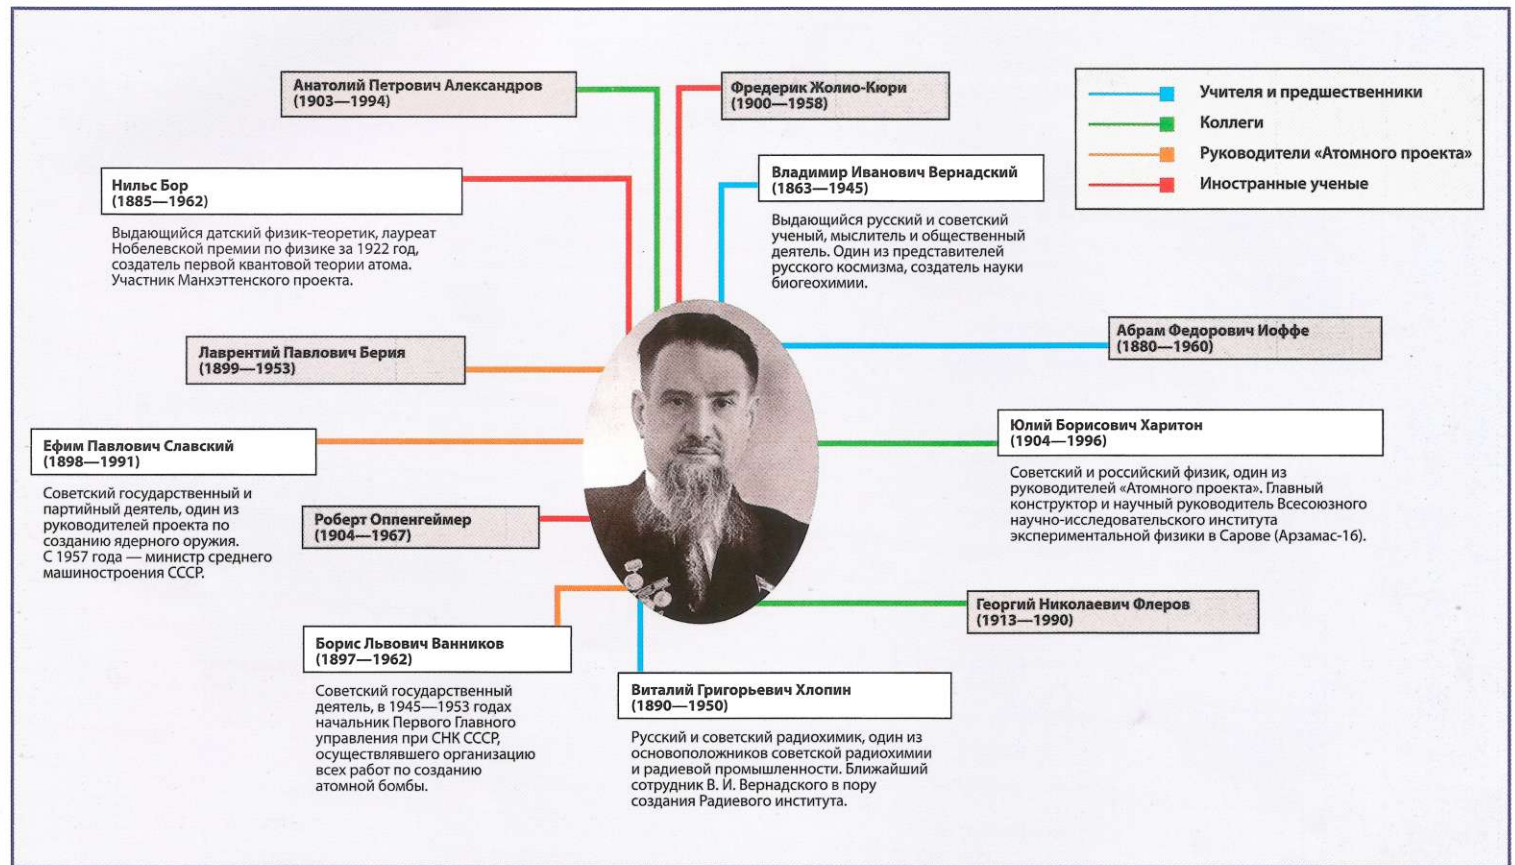 Анатолий Петрович Александров
(1903—1994)
Фредерик Жолио-Кюри
(1900—1958)
Учителя и предшественники
Коллеги
Руководители «Атомного проекта»
Иностранные ученые
Нильс Бор
(1885—1962)
Выдающийся датский физик-теоретик, лауреат
Нобелевской премии по физике за 1922 год,
создатель первой квантовой теории атома.
Участник Манхэттенского проекта.
Владимир Иванович Вернадский
(1863—1945)
Выдающийся русский и советский
ученый, мыслитель и общественный
деятель. Один из представителей
русского космизма, создатель науки
биогеохимии.
Лаврентий Павлович Берия
(1899—1953)
Абрам Федорович Иоффе
(1880—1960)
Ефим Павлович Славский
(1898—1991)
Советский государственный и
партийный деятель, один из
руководителей проекта по
созданию ядерного оружия.
С 1957 года — министр среднего
машиностроения СССР.
Юлий Борисович Харитон
(1904—1996)
Советский и российский физик, один из
руководителей «Атомного проекта». Главный
конструктор и научный руководитель Всесоюзного
научно-исследовательского института
экспериментальной физики в Сарове (Арзамас-16).
Роберт Оппенгеймер
(1904—1967)
Георгий Николаевич Флеров
(1913—1990)
Борис Львович Ванников
(1897—1962)
Советский государственный
деятель, в 1945—1953 годах
начальник Первого Главного
управления при СНК СССР,
осуществлявшего организацию
всех работ по созданию
атомной бомбы.
Виталий Григорьевич Хлопин
(1890—1950)
Русский и советский радиохимик, один из
основоположников советской радиохимии
и радиевой промышленности. Ближайший
сотрудник В. И. Вернадского в пору
создания Радиевого института.